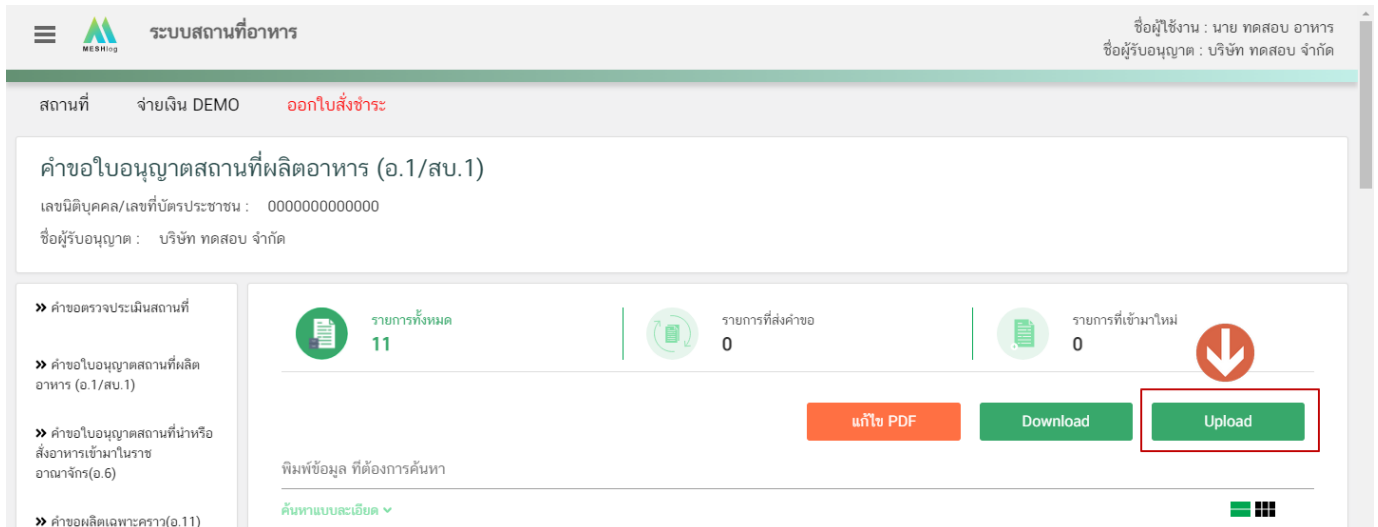 MESHlog
ระบบสถานที่อาหาร
ชื่อผู้ใช้งาน : นาย ทดสอบ อาหาร
ชื่อผู้รับอนุญาต : บริษัท ทดสอบ จำกัด
สถานที่ จ่ายเงิน DEMO ออกใบสั่งชำระ
คำขอใบอนุญาตสถานที่ผลิตอาหาร (อ.1/สบ.1)
เลขนิติบุคคล/เลขที่บัตรประชาชน : 0000000000000
ชื่อผู้รับอนุญาต : บริษัท ทดสอบ จำกัด
» คำขอตรวจประเมินสถานที่
» คำขอใบอนุญาตสถานที่ผลิต
อาหาร (อ.1/สบ.1)
» คำขอใบอนุญาตสถานที่นำหรือ
สั่งอาหารเข้ามาในราช
อาณาจักร(อ.6)
» คำขอผลิตเฉพาะคราว(อ.11)
รายการทั้งหมด
11
รายการที่ส่งคำขอ
0
รายการที่เข้ามาใหม่
0
แก้ไข PDF Download Upload
พิมพ์ข้อมูล ที่ต้องการค้นหา
ค้นหาแบบละเอียด